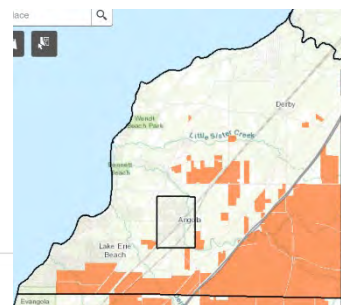 lace
Derby
Wendt
Beach Park
Little Sister Creek
Bennett
Beach
Angola
Lake Erie
Beach
Evangola